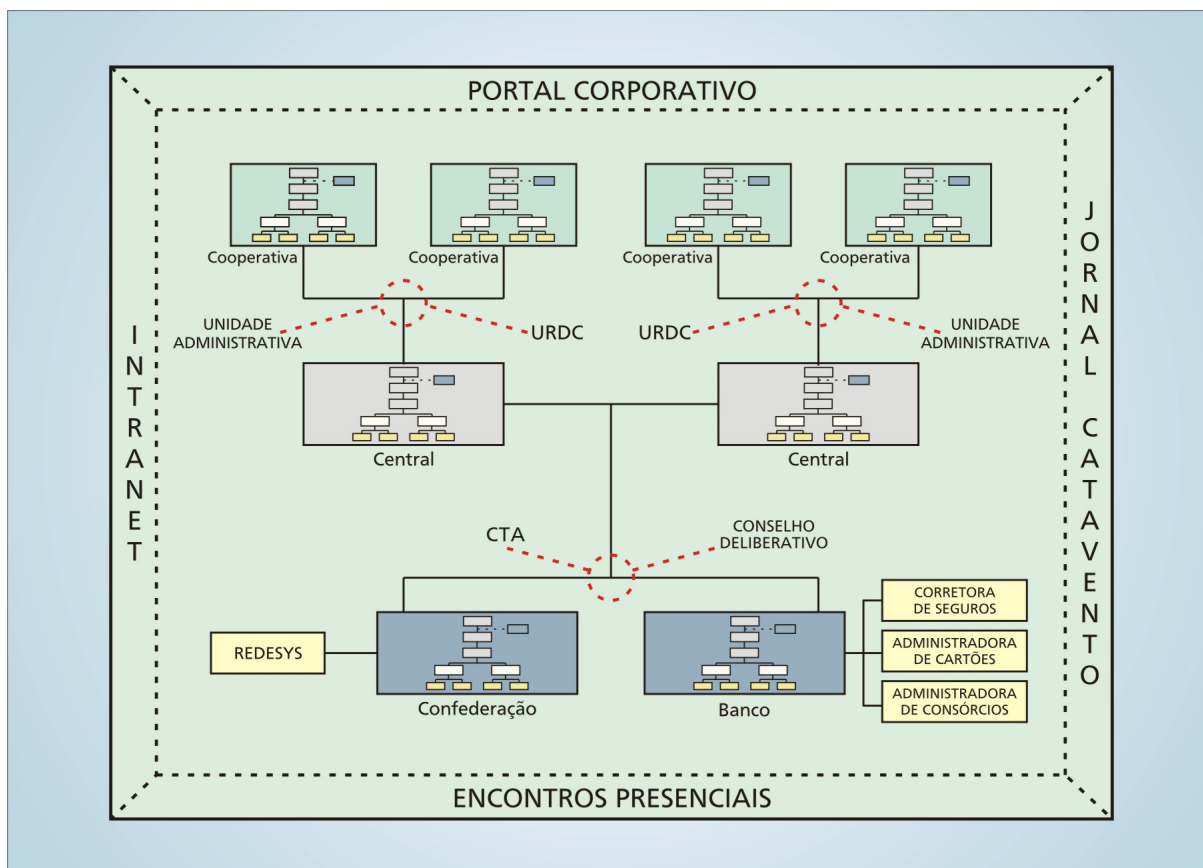 PORTAL CORPORATIVO
INTRANET
JORNAL CATAVENTO
Cooperativa
Cooperativa
Cooperativa
Cooperativa
UNIDADE
ADMINISTRATIVA
URDC
URDC
UNIDADE
ADMINISTRATIVA
Central
Central
CTA
CONSELHO
DELIBERATIVO
REDESYS
Confederação
Banco
CORRETORA
DE SEGUROS
ADMINISTRADORA
DE CARTÕES
ADMINISTRADORA
DE CONSÓRCIOS
ENCONTROS PRESENCIAIS